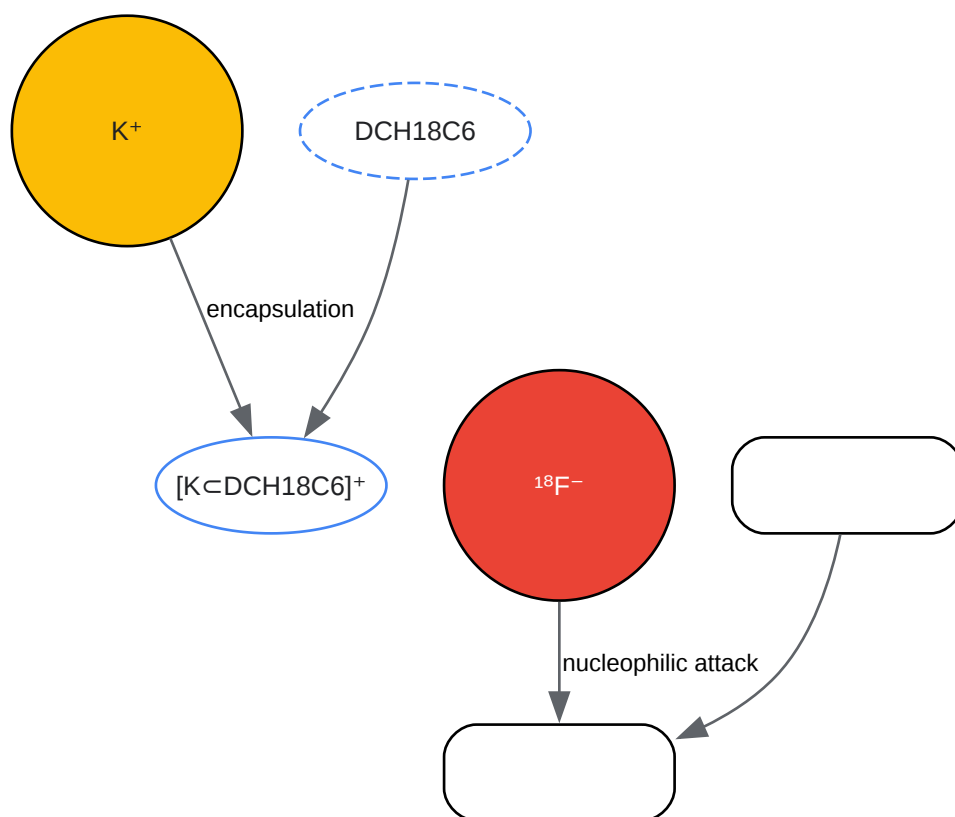 K⁺
DCH18C6
encapsulation
[K⊂DCH18C6]⁺
¹⁸F⁻
nucleophilic attack